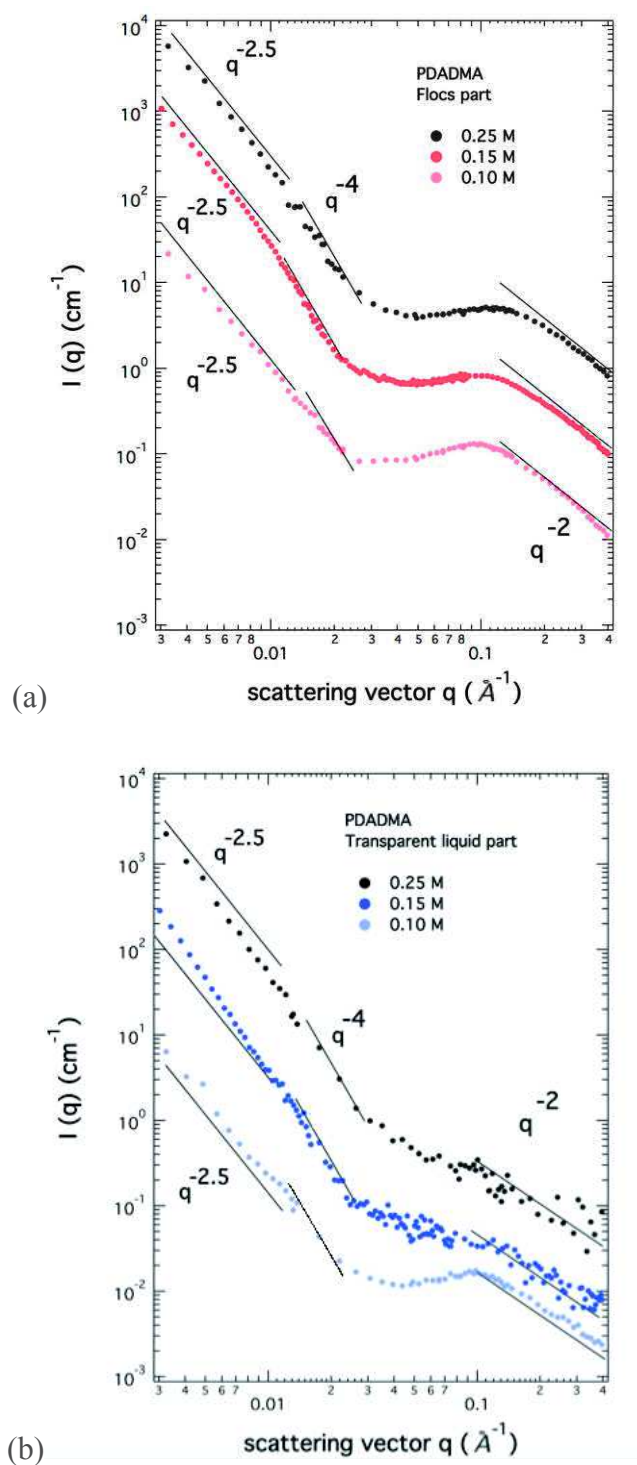 10^4
10^3
10^2
10^1
10^0
10^-1
10^-2
10^-3
I (q) (cm^-1)
q^-2.5
q^-4
q^-2.5
q^-2.5
q^-2
PDADMA
Flocs part
0.25 M
0.15 M
0.10 M
3 4 5 6 7 8 0.01 2 3 4 5 6 7 8 0.1 2 3 4
scattering vector q (Å^-1)
(a)
10^4
10^3
10^2
10^1
10^0
10^-1
10^-2
10^-3
I (q) (cm^-1)
q^-2.5
q^-4
q^-2
q^-2.5
PDADMA
Transparent liquid part
0.25 M
0.15 M
0.10 M
3 4 5 6 7 0.01 2 3 4 5 6 7 0.1 2 3 4
scattering vector q (Å^-1)
(b)